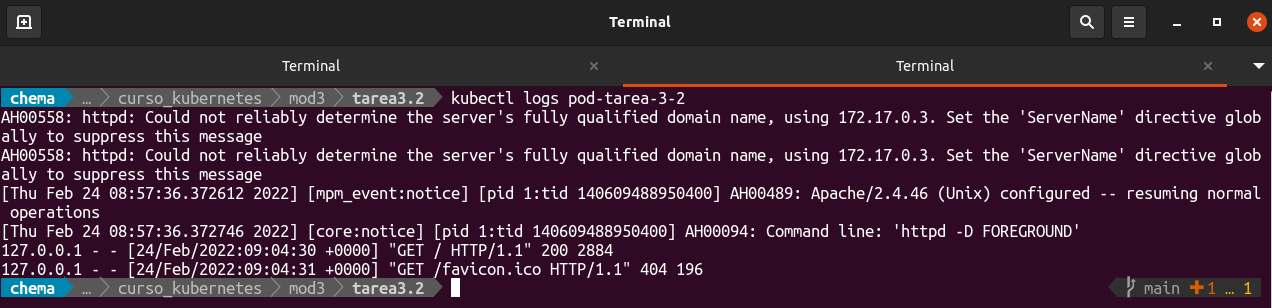 Terminal
Terminal
Terminal
chema … curso_kubernetes mod3 tarea3.2 kubectl logs pod-tarea-3-2
AH00558: httpd: Could not reliably determine the server's fully qualified domain name, using 172.17.0.3. Set the 'ServerName' directive glob
ally to suppress this message
AH00558: httpd: Could not reliably determine the server's fully qualified domain name, using 172.17.0.3. Set the 'ServerName' directive glob
ally to suppress this message
[Thu Feb 24 08:57:36.372612 2022] [mpm_event:notice] [pid 1:tid 140609488950400] AH00489: Apache/2.4.46 (Unix) configured -- resuming normal
operations
[Thu Feb 24 08:57:36.372746 2022] [core:notice] [pid 1:tid 140609488950400] AH00094: Command line: 'httpd -D FOREGROUND'
127.0.0.1 - - [24/Feb/2022:09:04:30 +0000] "GET / HTTP/1.1" 200 2884
127.0.0.1 - - [24/Feb/2022:09:04:31 +0000] "GET /favicon.ico HTTP/1.1" 404 196
chema … curso_kubernetes mod3 tarea3.2 main ✚1 … 1